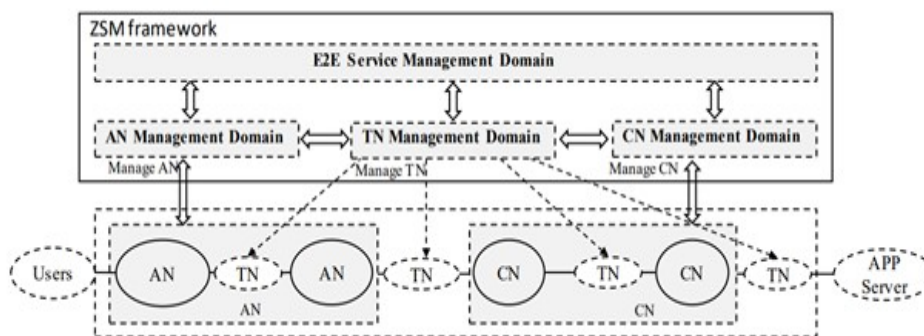 ZSM framework
E2E Service Management Domain
AN Management Domain
TN Management Domain
CN Management Domain
Manage AN
Manage TN
Manage CN
Users
AN
TN
AN
TN
CN
TN
CN
TN
APP
Server
AN
CN